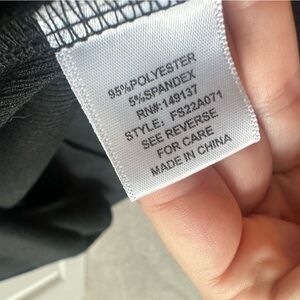 95%POLYESTER
5%SPANDEX
RN#:149137
STYLE: FS22A071
SEE REVERSE
FOR CARE
MADE IN CHINA